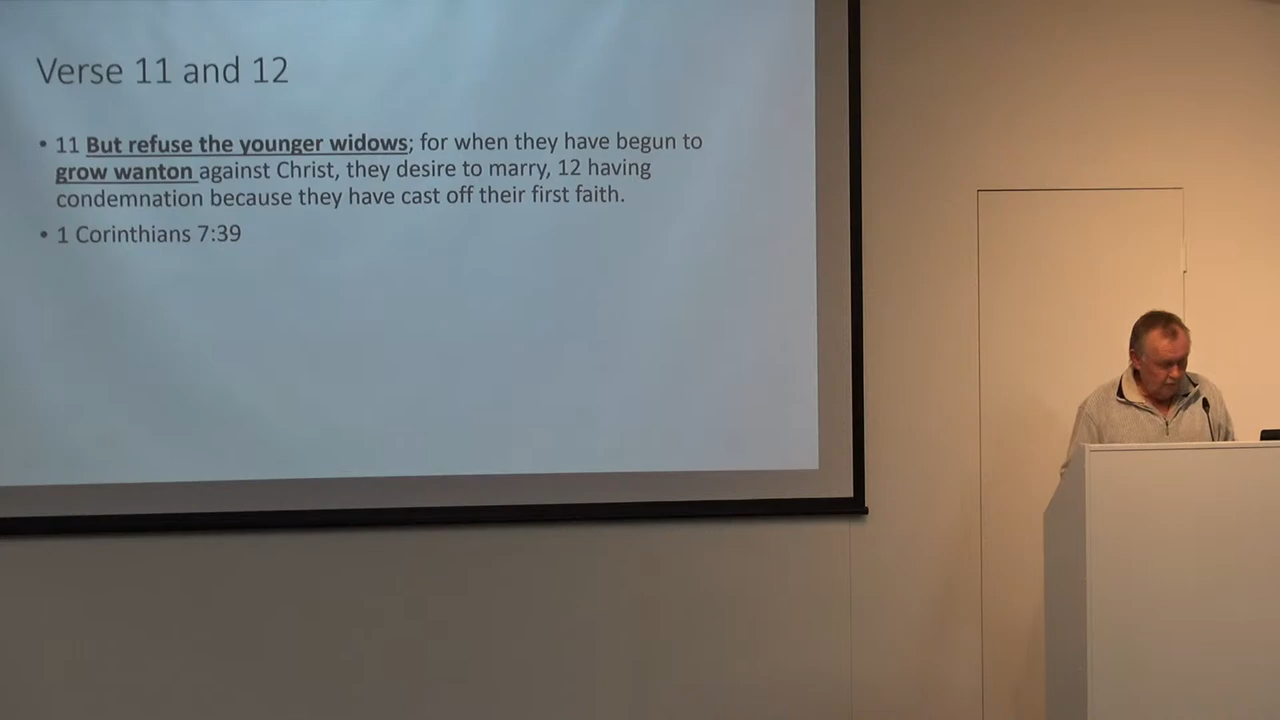 Verse 11 and 12
• 11 But refuse the younger widows; for when they have begun to
grow wanton against Christ, they desire to marry, 12 having
condemnation because they have cast off their first faith.
• 1 Corinthians 7:39